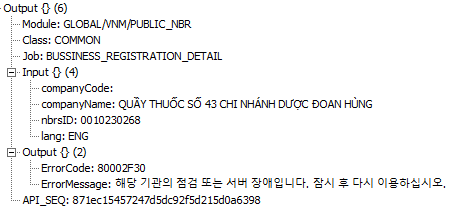 Output {} (6)
Module: GLOBAL/VNM/PUBLIC_NBR
Class: COMMON
Job: BUSSINESS_REGISTRATION_DETAIL
Input {} (4)
companyCode:
companyName: QUẦY THUỐC SỐ 43 CHI NHÁNH DƯỢC ĐOAN HÙNG
nbrsID: 0010230268
lang: ENG
Output {} (2)
ErrorCode: 80002F30
ErrorMessage: 해당 기관의 점검 또는 서버 장애입니다. 잠시 후 다시 이용하십시오.
API_SEQ: 871ec15457247d5dc92f5d215d0a6398